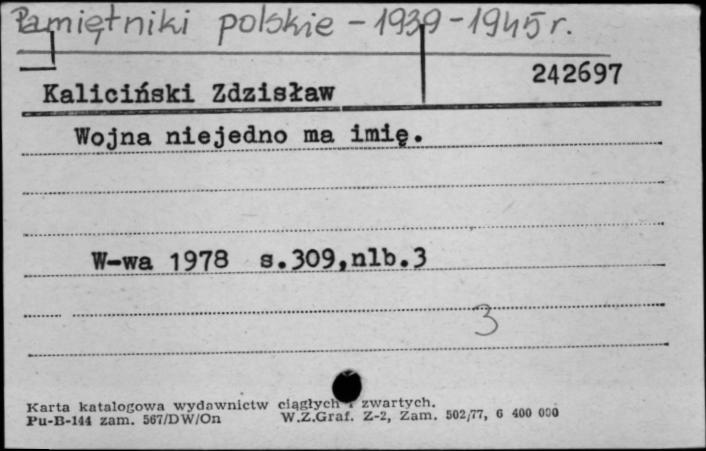 Pamiętniki polskie - 1939-1945 r.
242697
Kaliciński Zdzisław
Wojna niejedno ma imię.
W-wa 1978 s.309,nlb.3
3
Karta katalogowa wydawnictw ciągłych i zwartych.
Pu-B-144 zam. 567/DW/On W.Z.Graf. Z-2, Zam. 502/77, 6 400 000